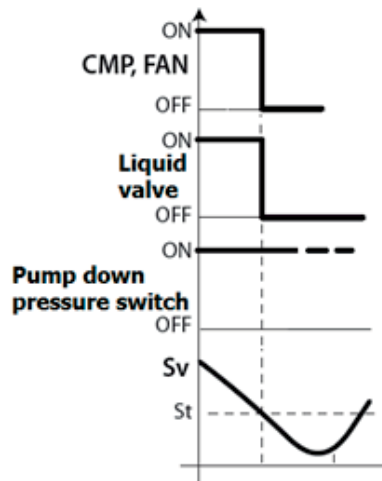 ON
CMP, FAN
OFF
ON
Liquid
valve
OFF
ON
Pump down
pressure switch
OFF
Sv
St